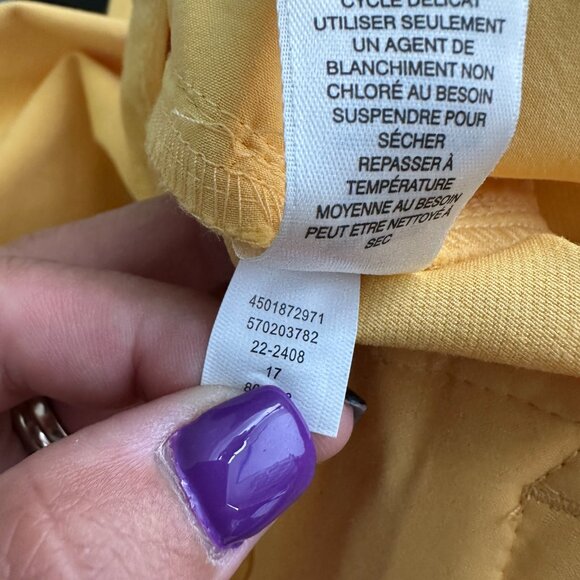 CYCLE DÉLICAT
UTILISER SEULEMENT
UN AGENT DE
BLANCHIMENT NON
CHLORÉ AU BESOIN
SUSPENDRE POUR
SÉCHER
REPASSER À
TEMPÉRATURE
MOYENNE AU BESOIN
PEUT ETRE NETTOYÉ À
SEC
4501872971
570203782
22-2408
17